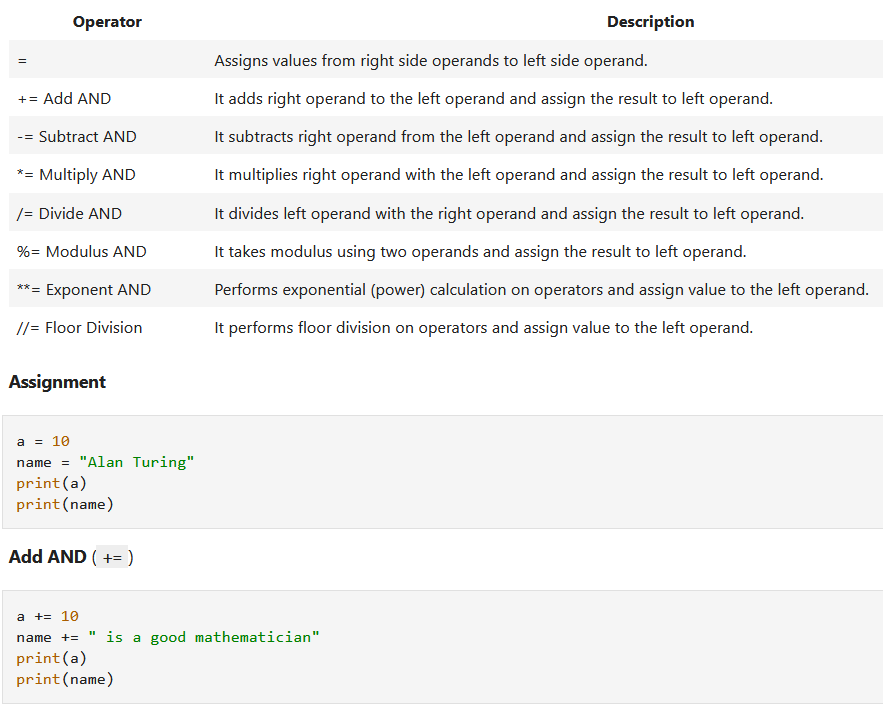 Operator Description
= Assigns values from right side operands to left side operand.
+= Add AND It adds right operand to the left operand and assign the result to left operand.
-= Subtract AND It subtracts right operand from the left operand and assign the result to left operand.
*= Multiply AND It multiplies right operand with the left operand and assign the result to left operand.
/= Divide AND It divides left operand with the right operand and assign the result to left operand.
%= Modulus AND It takes modulus using two operands and assign the result to left operand.
**= Exponent AND Performs exponential (power) calculation on operators and assign value to the left operand.
//= Floor Division It performs floor division on operators and assign value to the left operand.
Assignment
a = 10
name = "Alan Turing"
print(a)
print(name)
Add AND ( += )
a += 10
name += " is a good mathematician"
print(a)
print(name)